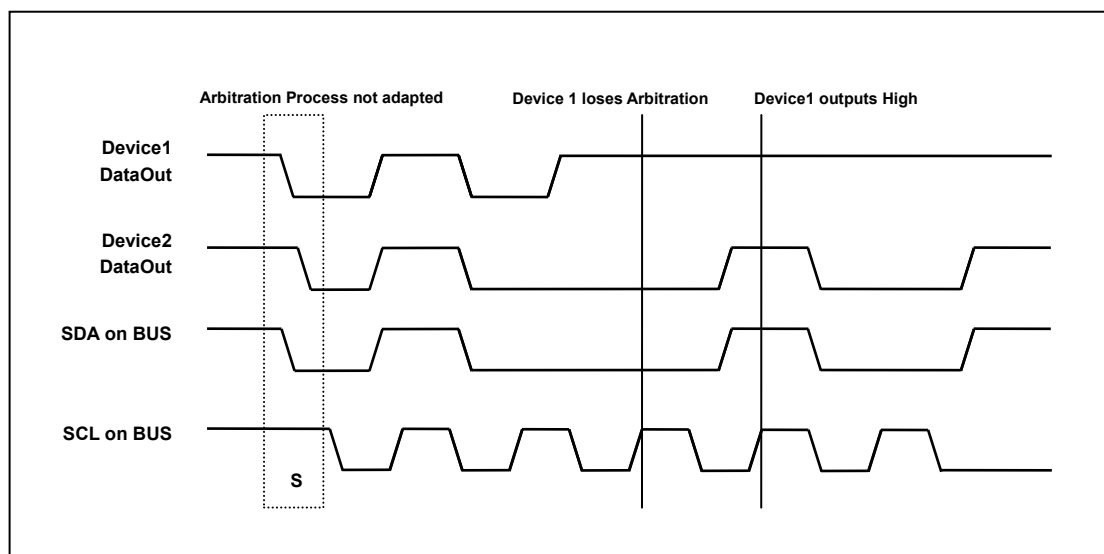 Arbitration Process not adapted
Device 1 loses Arbitration
Device1 outputs High
Device1
DataOut
Device2
DataOut
SDA on BUS
SCL on BUS
S